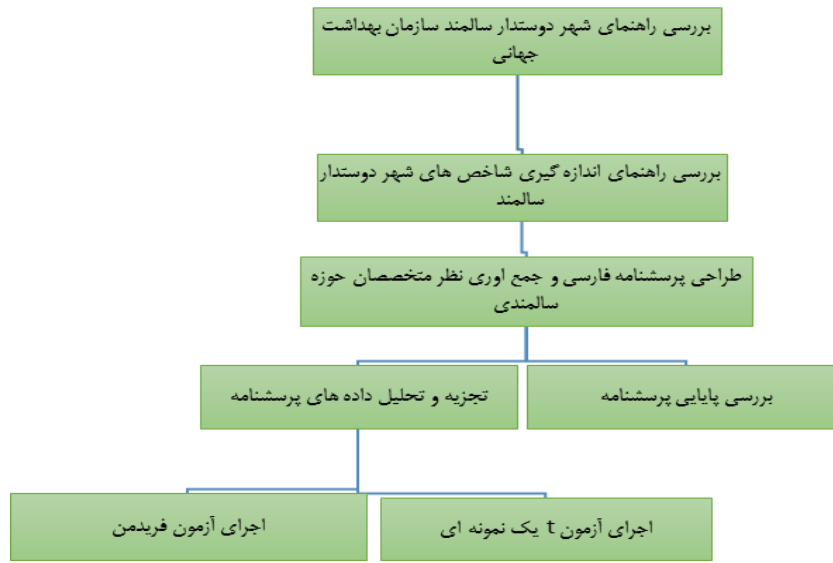 بررسی راهنمای شهر دوستدار سالمند سازمان بهداشت
جهانی
بررسی راهنمای اندازه گیری شاخص های شهر دوستدار
سالمند
طراحی پرسشنامه فارسی و جمع اوری نظر متخصصان حوزه
سالمندی
بررسی پایایی پرسشنامه
تجزیه و تحلیل داده های پرسشنامه
اجرای آزمون t یک نمونه ای
اجرای آزمون فریدمن